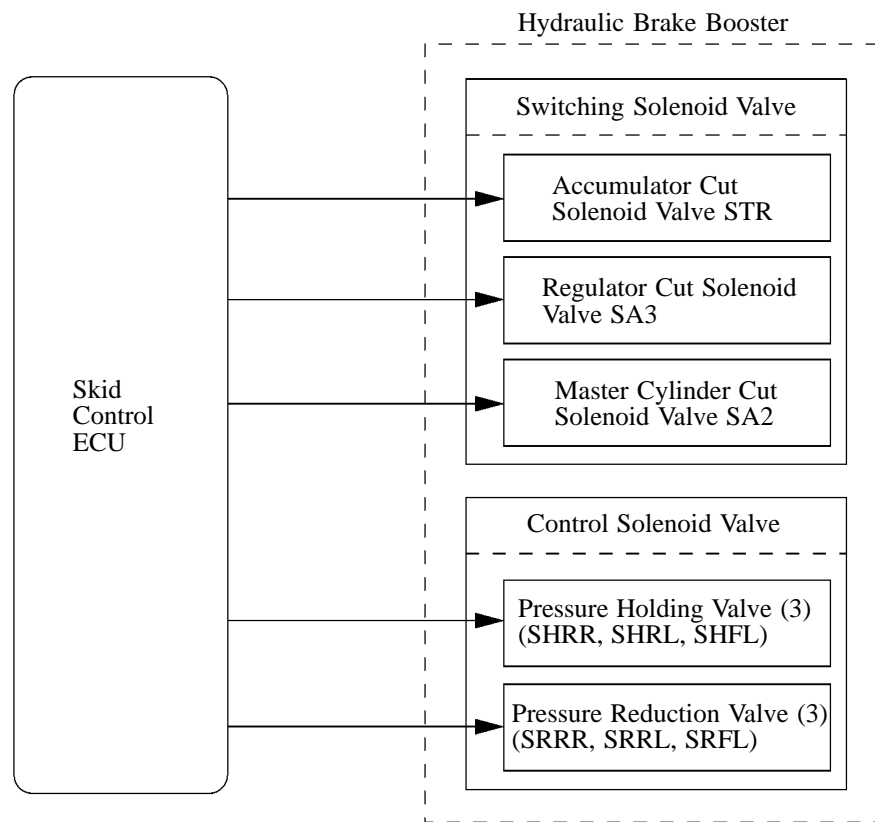 Hydraulic Brake Booster
Switching Solenoid Valve
Accumulator Cut
Solenoid Valve STR
Regulator Cut Solenoid
Valve SA3
Master Cylinder Cut
Solenoid Valve SA2
Skid
Control
ECU
Control Solenoid Valve
Pressure Holding Valve (3)
(SHRR, SHRL, SHFL)
Pressure Reduction Valve (3)
(SRRR, SRRL, SRFL)